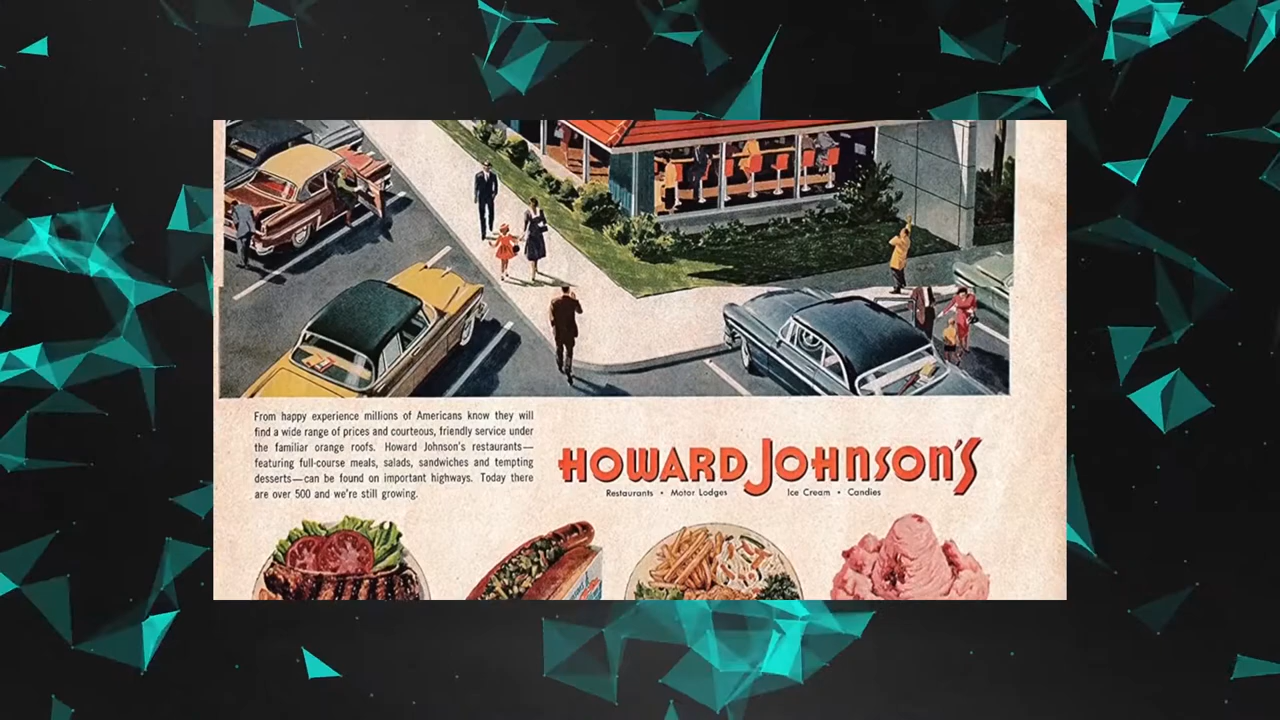 From happy experience millions of Americans know they will
find a wide range of prices and courteous, friendly service under
the familiar orange roofs. Howard Johnson's restaurants—
featuring full-course meals, salads, sandwiches and tempting
desserts—can be found on important highways. Today there
are over 500 and we're still growing.
HOWARD JOHNSON'S
Restaurants • Motor Lodges Ice Cream • Candies